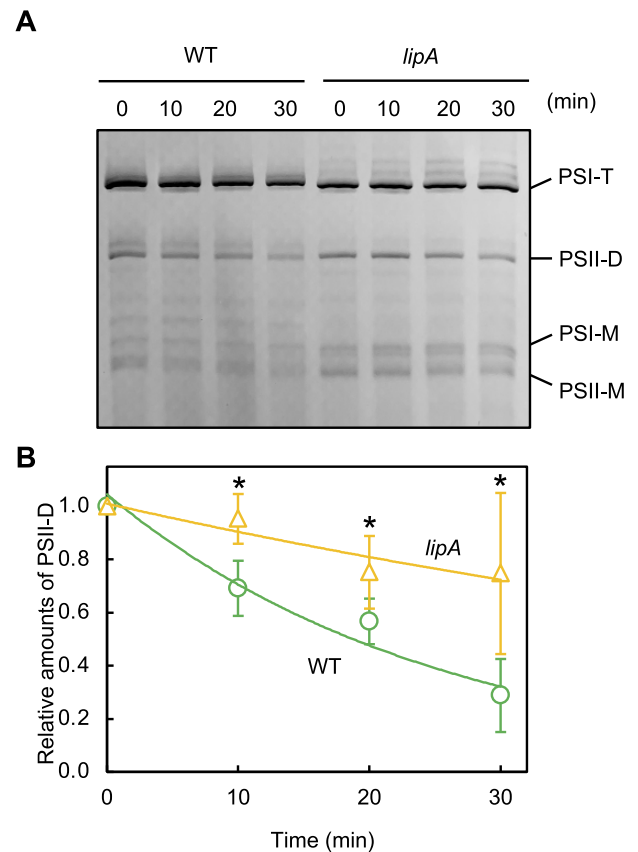 A
WT lipA
0 10 20 30 0 10 20 30 (min)
PSI-T
PSII-D
PSI-M
PSII-M
B
Relative amounts of PSII-D
1.0
0.8
0.6
0.4
0.2
0.0
* * *
lipA
WT
0 10 20 30
Time (min)